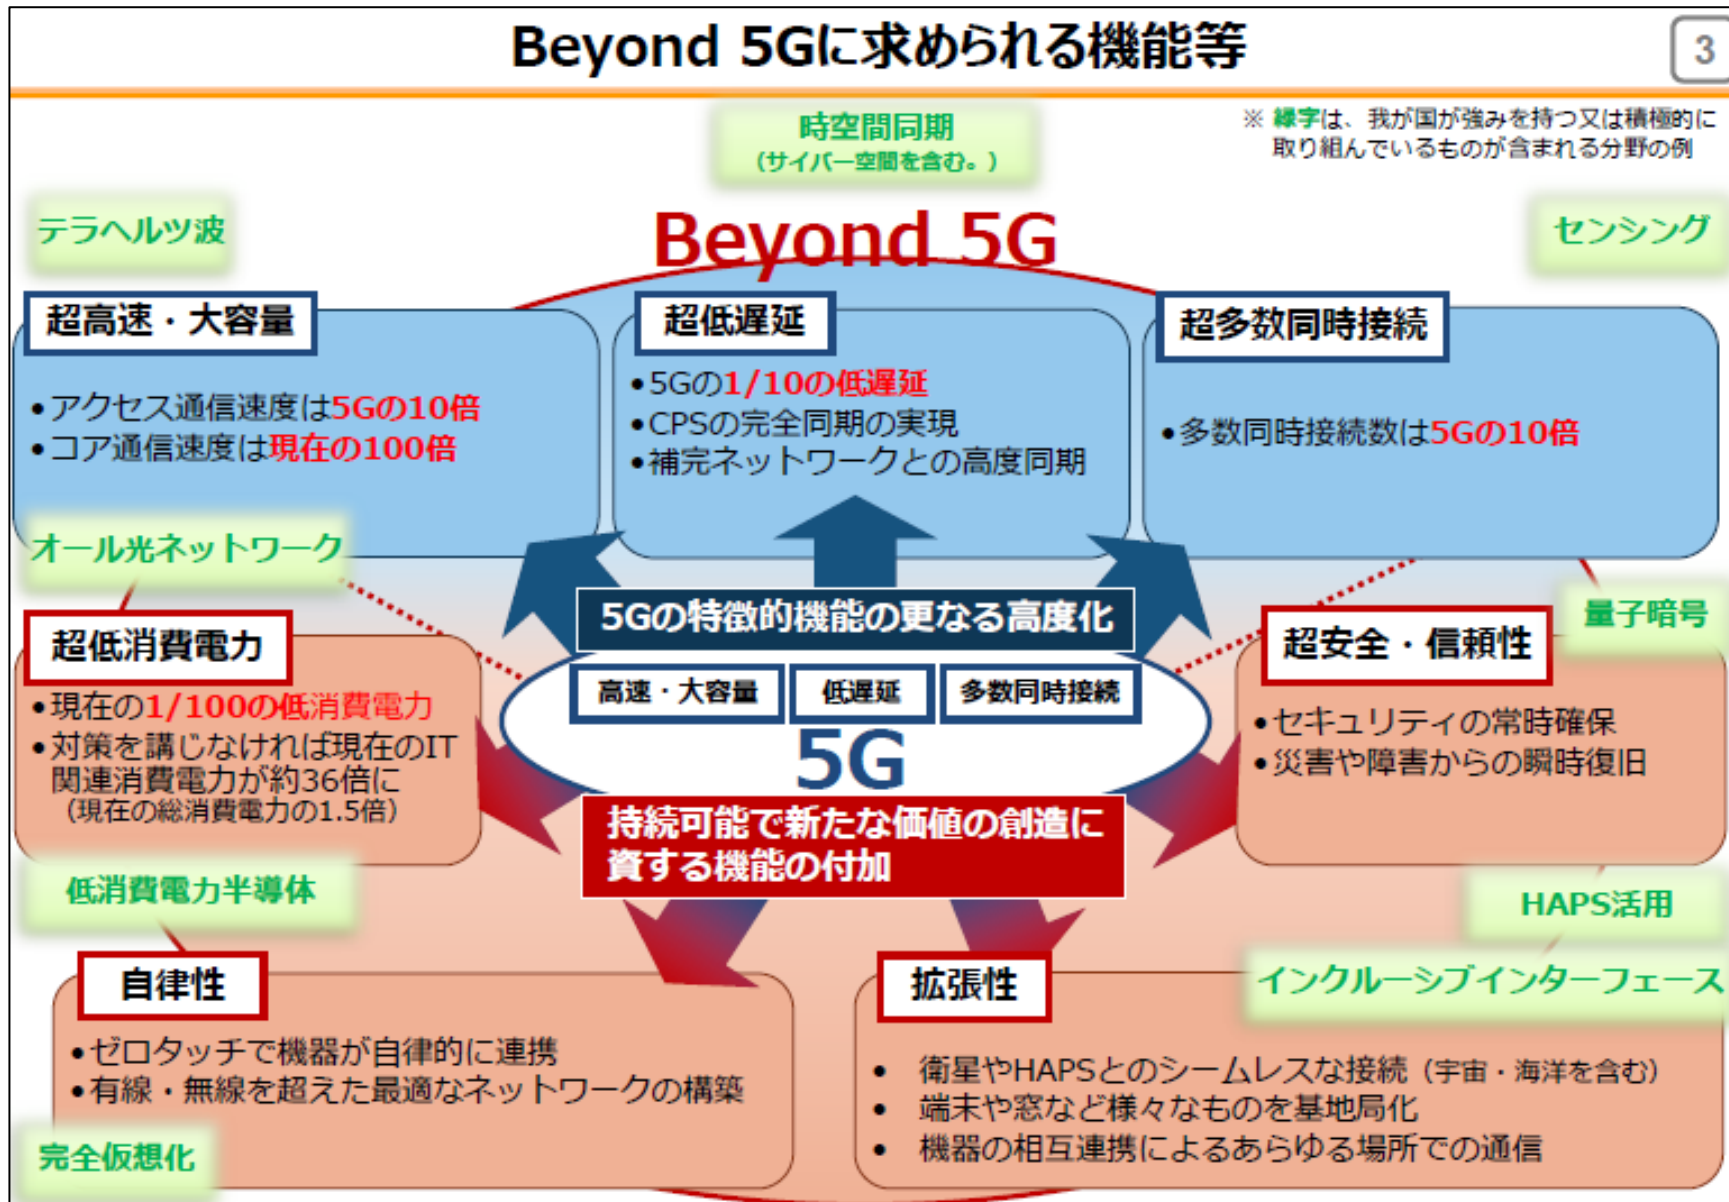 Beyond 5Gに求められる機能等
3
※ 緑字は、我が国が強みを持つ又は積極的に
取り組んでいるものが含まれる分野の例
時空間同期
(サイバー空間を含む。)
テラヘルツ波
Beyond 5G
センシング
超高速・大容量
•アクセス通信速度は5Gの10倍
•コア通信速度は現在の100倍
超低遅延
•5Gの1/10の低遅延
•CPSの完全同期の実現
•補完ネットワークとの高度同期
超多数同時接続
•多数同時接続数は5Gの10倍
オール光ネットワーク
5Gの特徴的機能の更なる高度化
量子暗号
超低消費電力
•現在の1/100の低消費電力
•対策を講じなければ現在のIT
関連消費電力が約36倍に
(現在の総消費電力の1.5倍)
高速・大容量
低遅延
多数同時接続
5G
超安全・信頼性
•セキュリティの常時確保
•災害や障害からの瞬時復旧
持続可能で新たな価値の創造に
資する機能の付加
低消費電力半導体
HAPS活用
自律性
•ゼロタッチで機器が自律的に連携
•有線・無線を超えた最適なネットワークの構築
完全仮想化
拡張性
インクルーシブインターフェース
• 衛星やHAPSとのシームレスな接続(宇宙・海洋を含む)
• 端末や窓など様々なものを基地局化
• 機器の相互連携によるあらゆる場所での通信